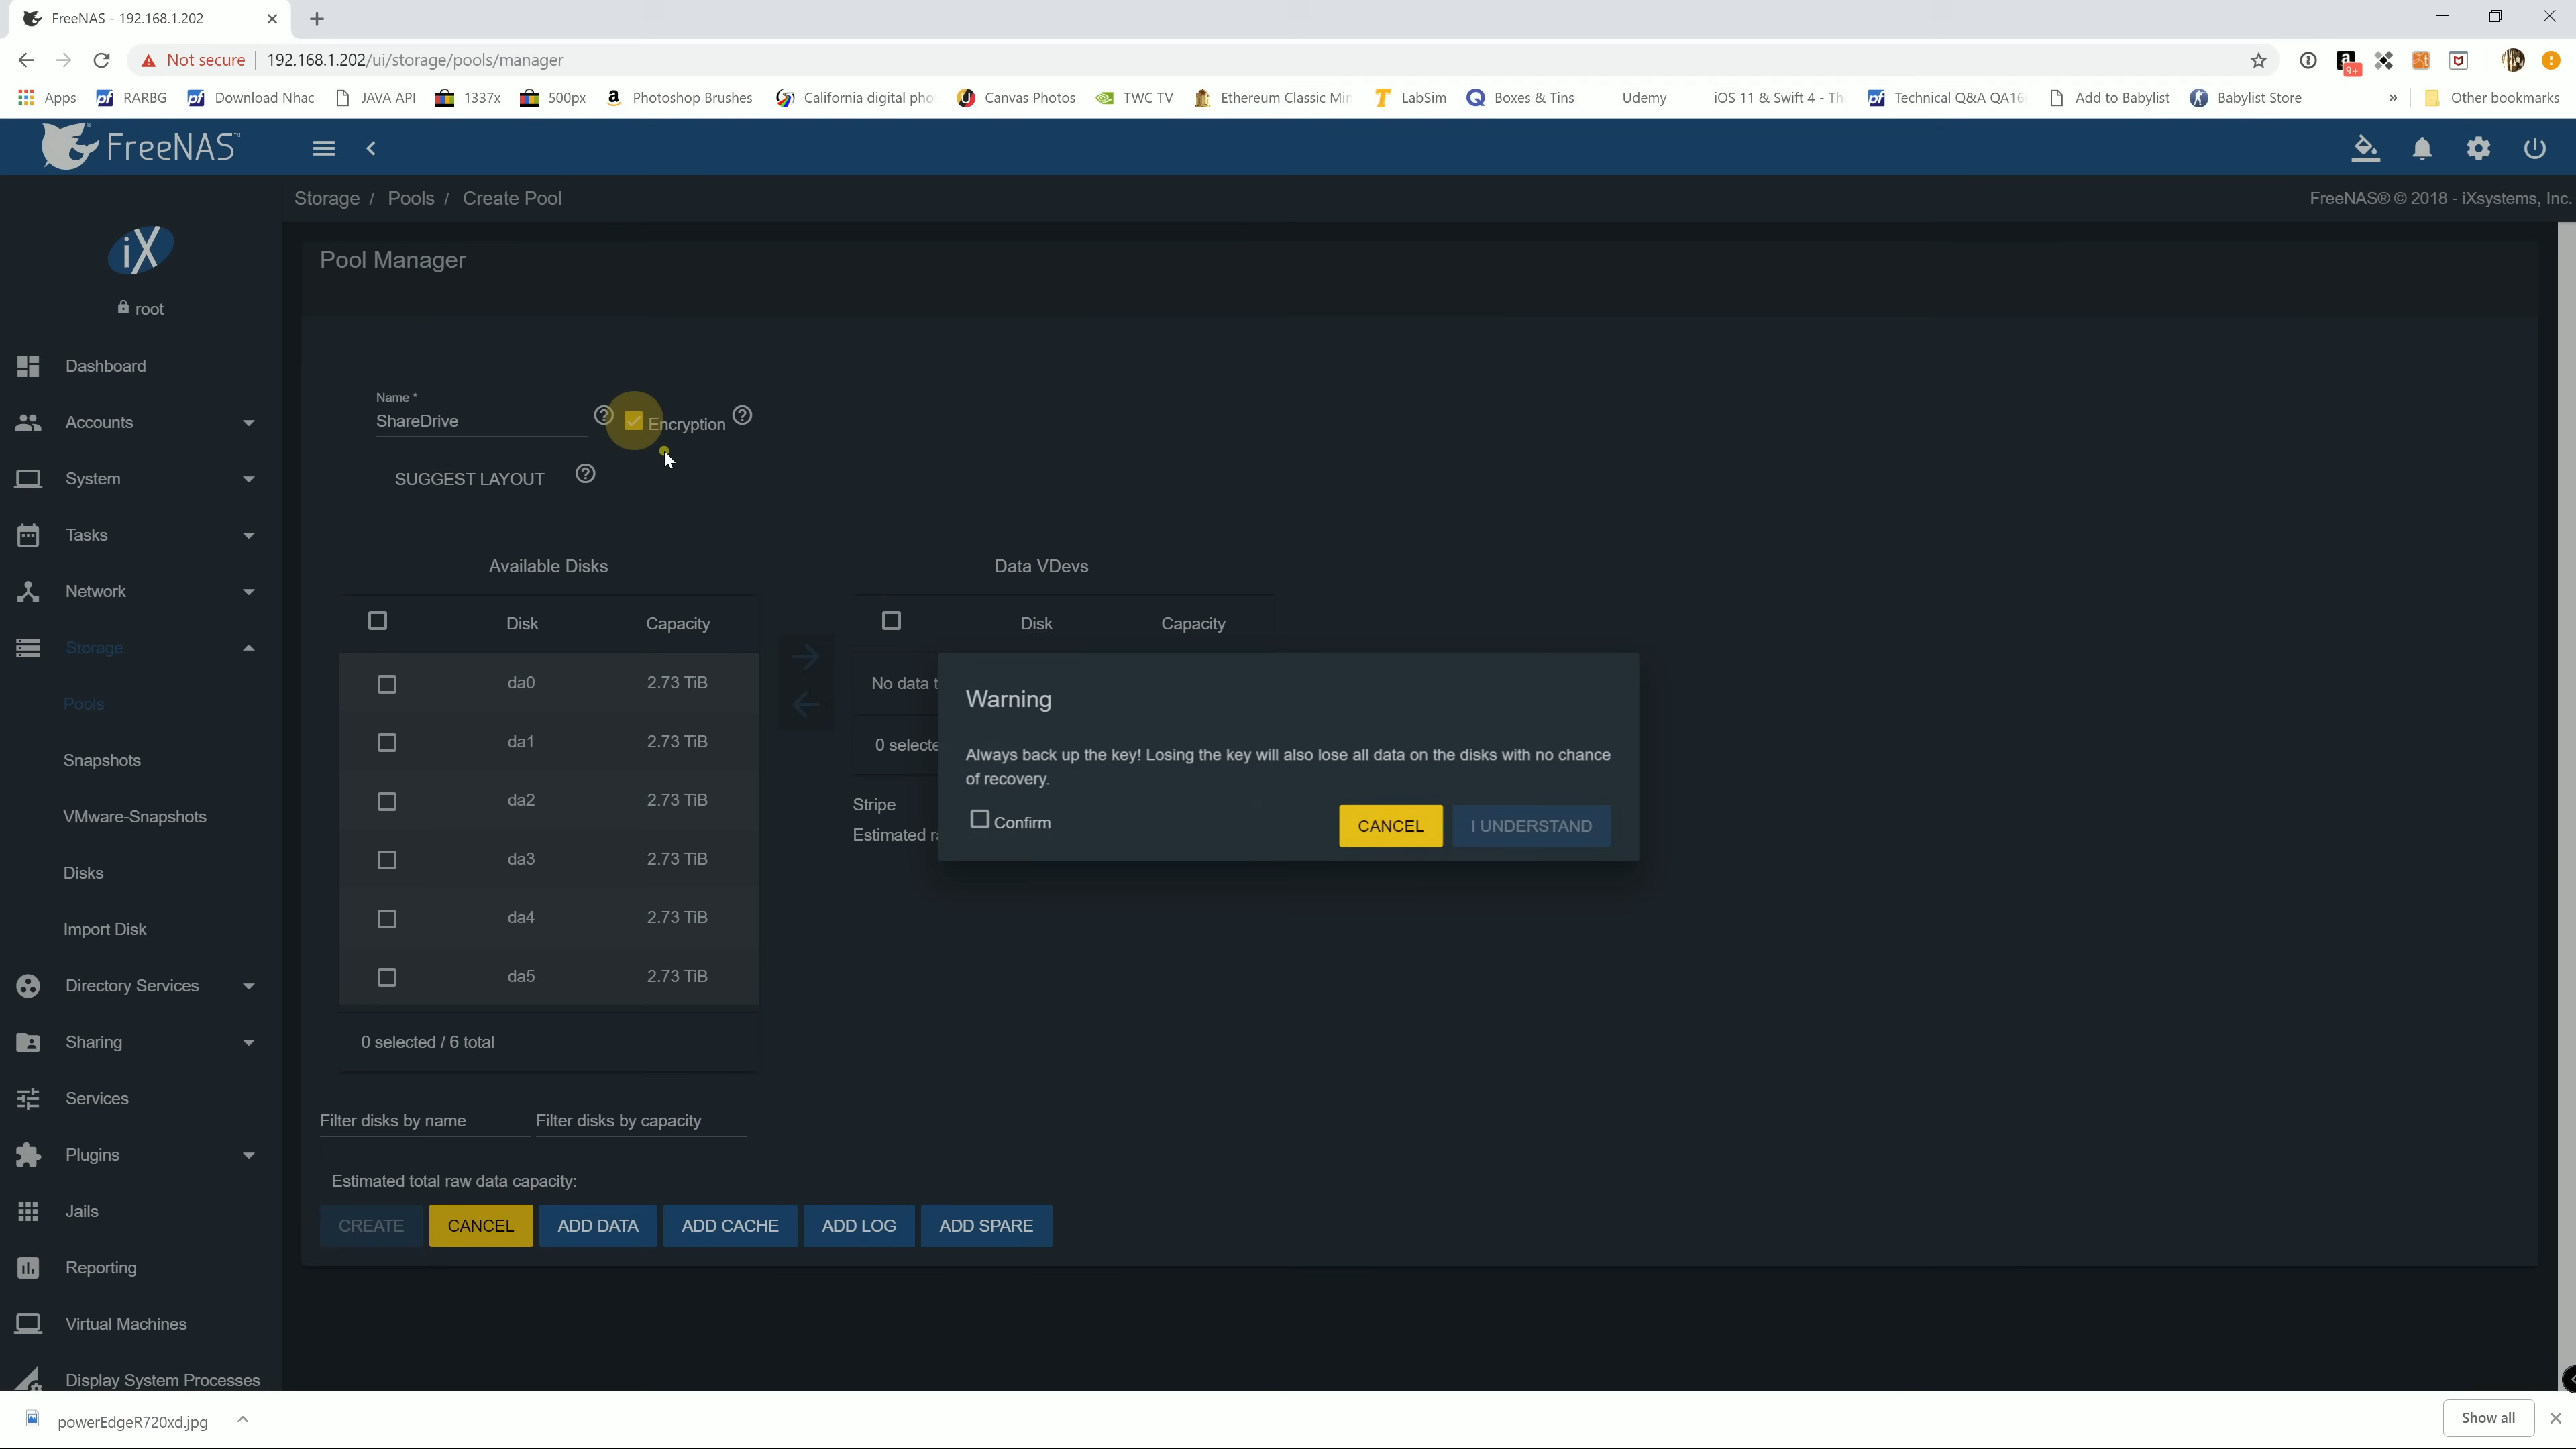 FreeNAS - 192.168.1.202
Not secure 192.168.1.202/ui/storage/pools/manager
Apps RARBG Download Nhac JAVA API 1337x 500px Photoshop Brushes California digital pho Canvas Photos TWC TV Ethereum Classic Min LabSim Boxes & Tins Udemy iOS 11 & Swift 4 - Th Technical Q&A QA16 Add to Babylist Babylist Store » Other bookmarks
9+
FreeNAS™
Storage / Pools / Create Pool
FreeNAS® © 2018 - iXsystems, Inc.
iX
root
Dashboard
Accounts
System
Tasks
Network
Storage
Pools
Snapshots
VMware-Snapshots
Disks
Import Disk
Directory Services
Sharing
Services
Plugins
Jails
Reporting
Virtual Machines
Display System Processes
Pool Manager
Name *
ShareDrive
Encryption
SUGGEST LAYOUT
Available Disks
Disk Capacity
da0 2.73 TiB
da1 2.73 TiB
da2 2.73 TiB
da3 2.73 TiB
da4 2.73 TiB
da5 2.73 TiB
0 selected / 6 total
Filter disks by name Filter disks by capacity
Data VDevs
Disk Capacity
No data t
0 selecte
Stripe
Estimated ra
Warning
Always back up the key! Losing the key will also lose all data on the disks with no chance
of recovery.
Confirm
CANCEL I UNDERSTAND
Estimated total raw data capacity:
CREATE CANCEL ADD DATA ADD CACHE ADD LOG ADD SPARE
powerEdgeR720xd.jpg
Show all